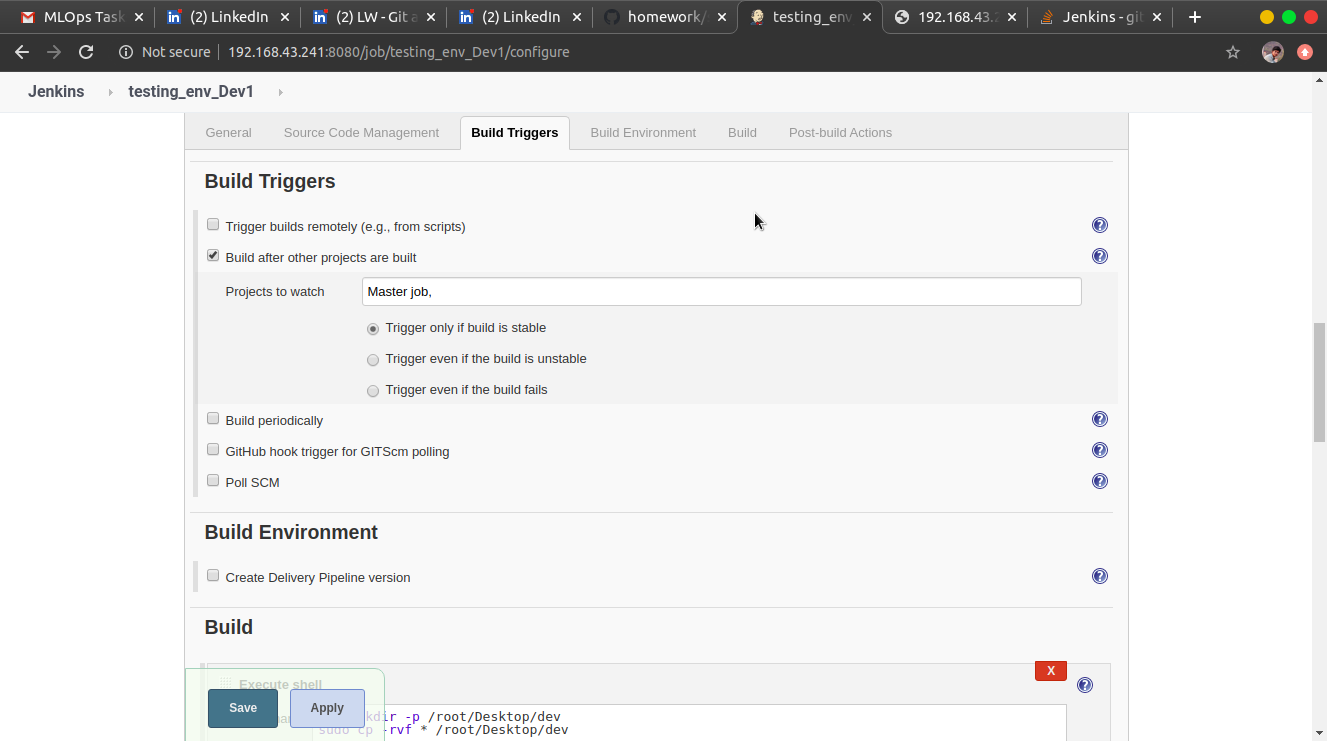 MLOps Task
(2) LinkedIn
(2) LW - Git a
(2) LinkedIn
homework/
testing_env
192.168.43.2
Jenkins - git
Not secure
192.168.43.241:8080/job/testing_env_Dev1/configure
Jenkins
testing_env_Dev1
General
Source Code Management
Build Triggers
Build Environment
Build
Post-build Actions
Build Triggers
Trigger builds remotely (e.g., from scripts)
Build after other projects are built
Projects to watch
Master job,
Trigger only if build is stable
Trigger even if the build is unstable
Trigger even if the build fails
Build periodically
GitHub hook trigger for GITScm polling
Poll SCM
Build Environment
Create Delivery Pipeline version
Build
X
Execute shell
Save
Apply
kdir -p /root/Desktop/dev
sudo cp -rvf * /root/Desktop/dev